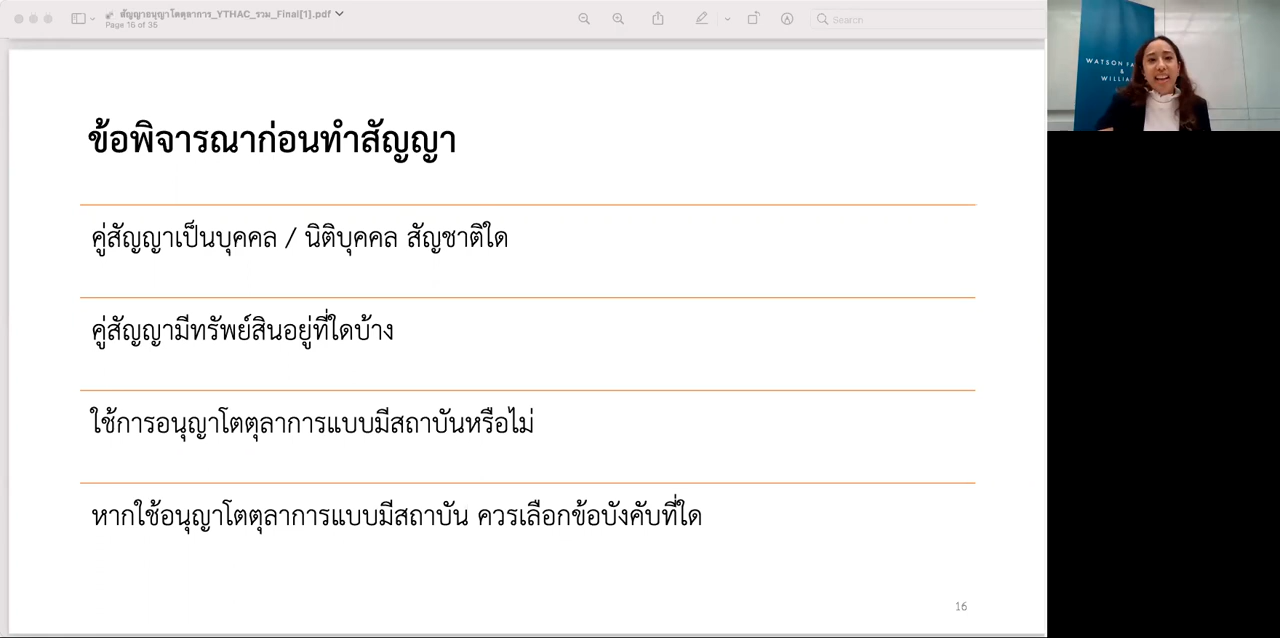 สัญญาอนุญาโตตุลาการ_YTHAC_รวม_Final[1].pdf
Page 16 of 35
Search
WATSON FA
&
WILLIA
ข้อพิจารณาก่อนทำสัญญา
คู่สัญญาเป็นบุคคล / นิติบุคคล สัญชาติใด
คู่สัญญามีทรัพย์สินอยู่ที่ใดบ้าง
ใช้การอนุญาโตตุลาการแบบมีสถาบันหรือไม่
หากใช้อนุญาโตตุลาการแบบมีสถาบัน ควรเลือกข้อบังคับที่ใด
16